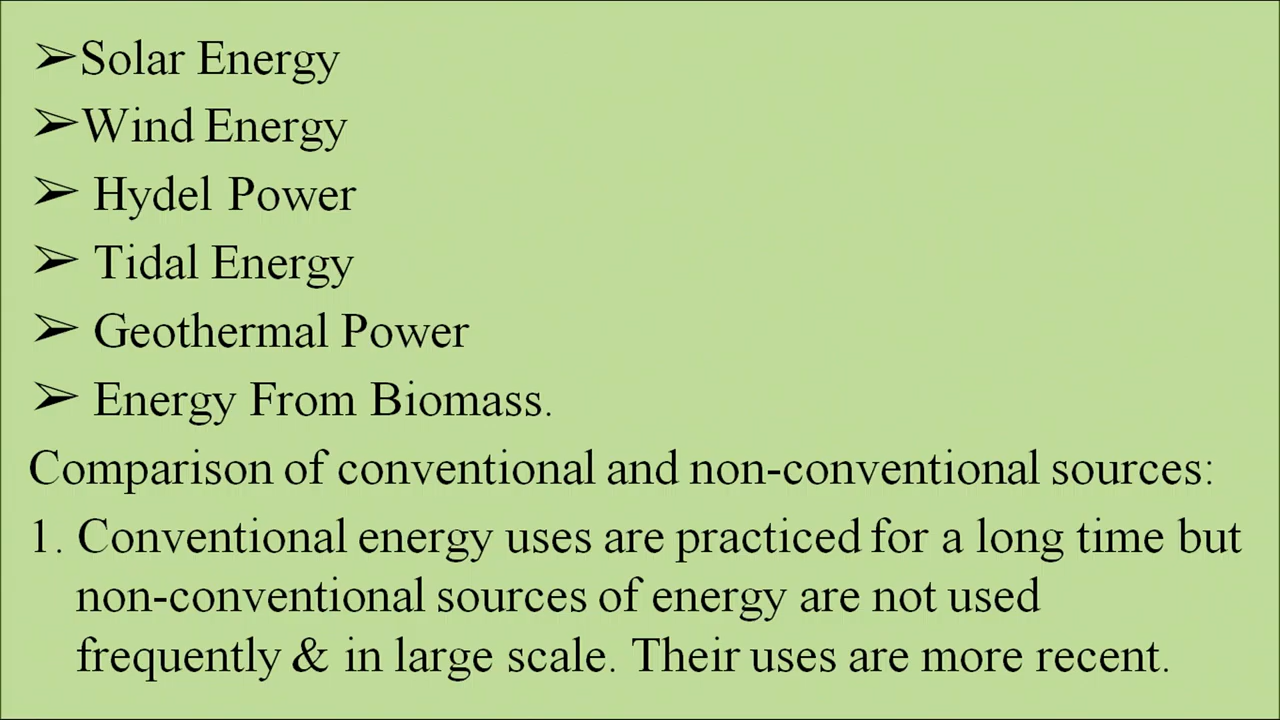 ➢Solar Energy
➢Wind Energy
➢ Hydel Power
➢ Tidal Energy
➢ Geothermal Power
➢ Energy From Biomass.
Comparison of conventional and non-conventional sources:
1. Conventional energy uses are practiced for a long time but
non-conventional sources of energy are not used
frequently & in large scale. Their uses are more recent.